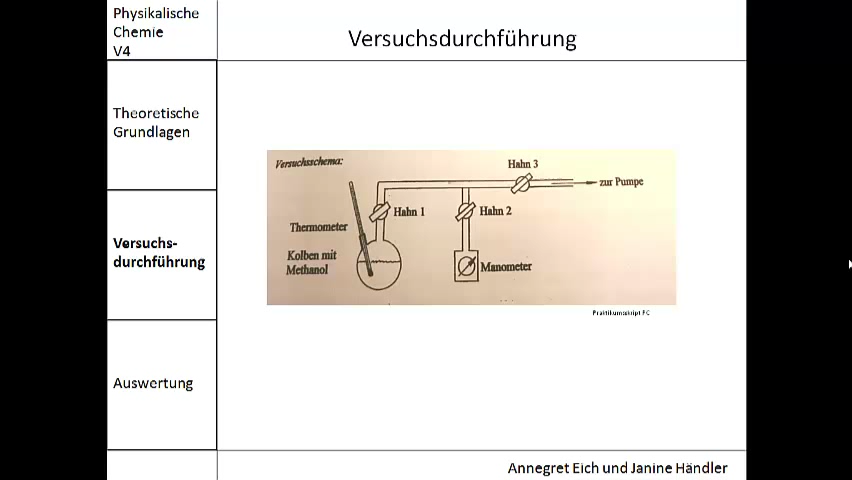 Physikalische
Chemie
V4
Versuchsdurchführung
Theoretische
Grundlagen
Versuchs-
durchführung
Auswertung
Versuchsschema:
Hahn 3
zur Pumpe
Hahn 1
Hahn 2
Thermometer
Kolben mit
Methanol
Manometer
Praktikumsskript PC
Annegret Eich und Janine Händler